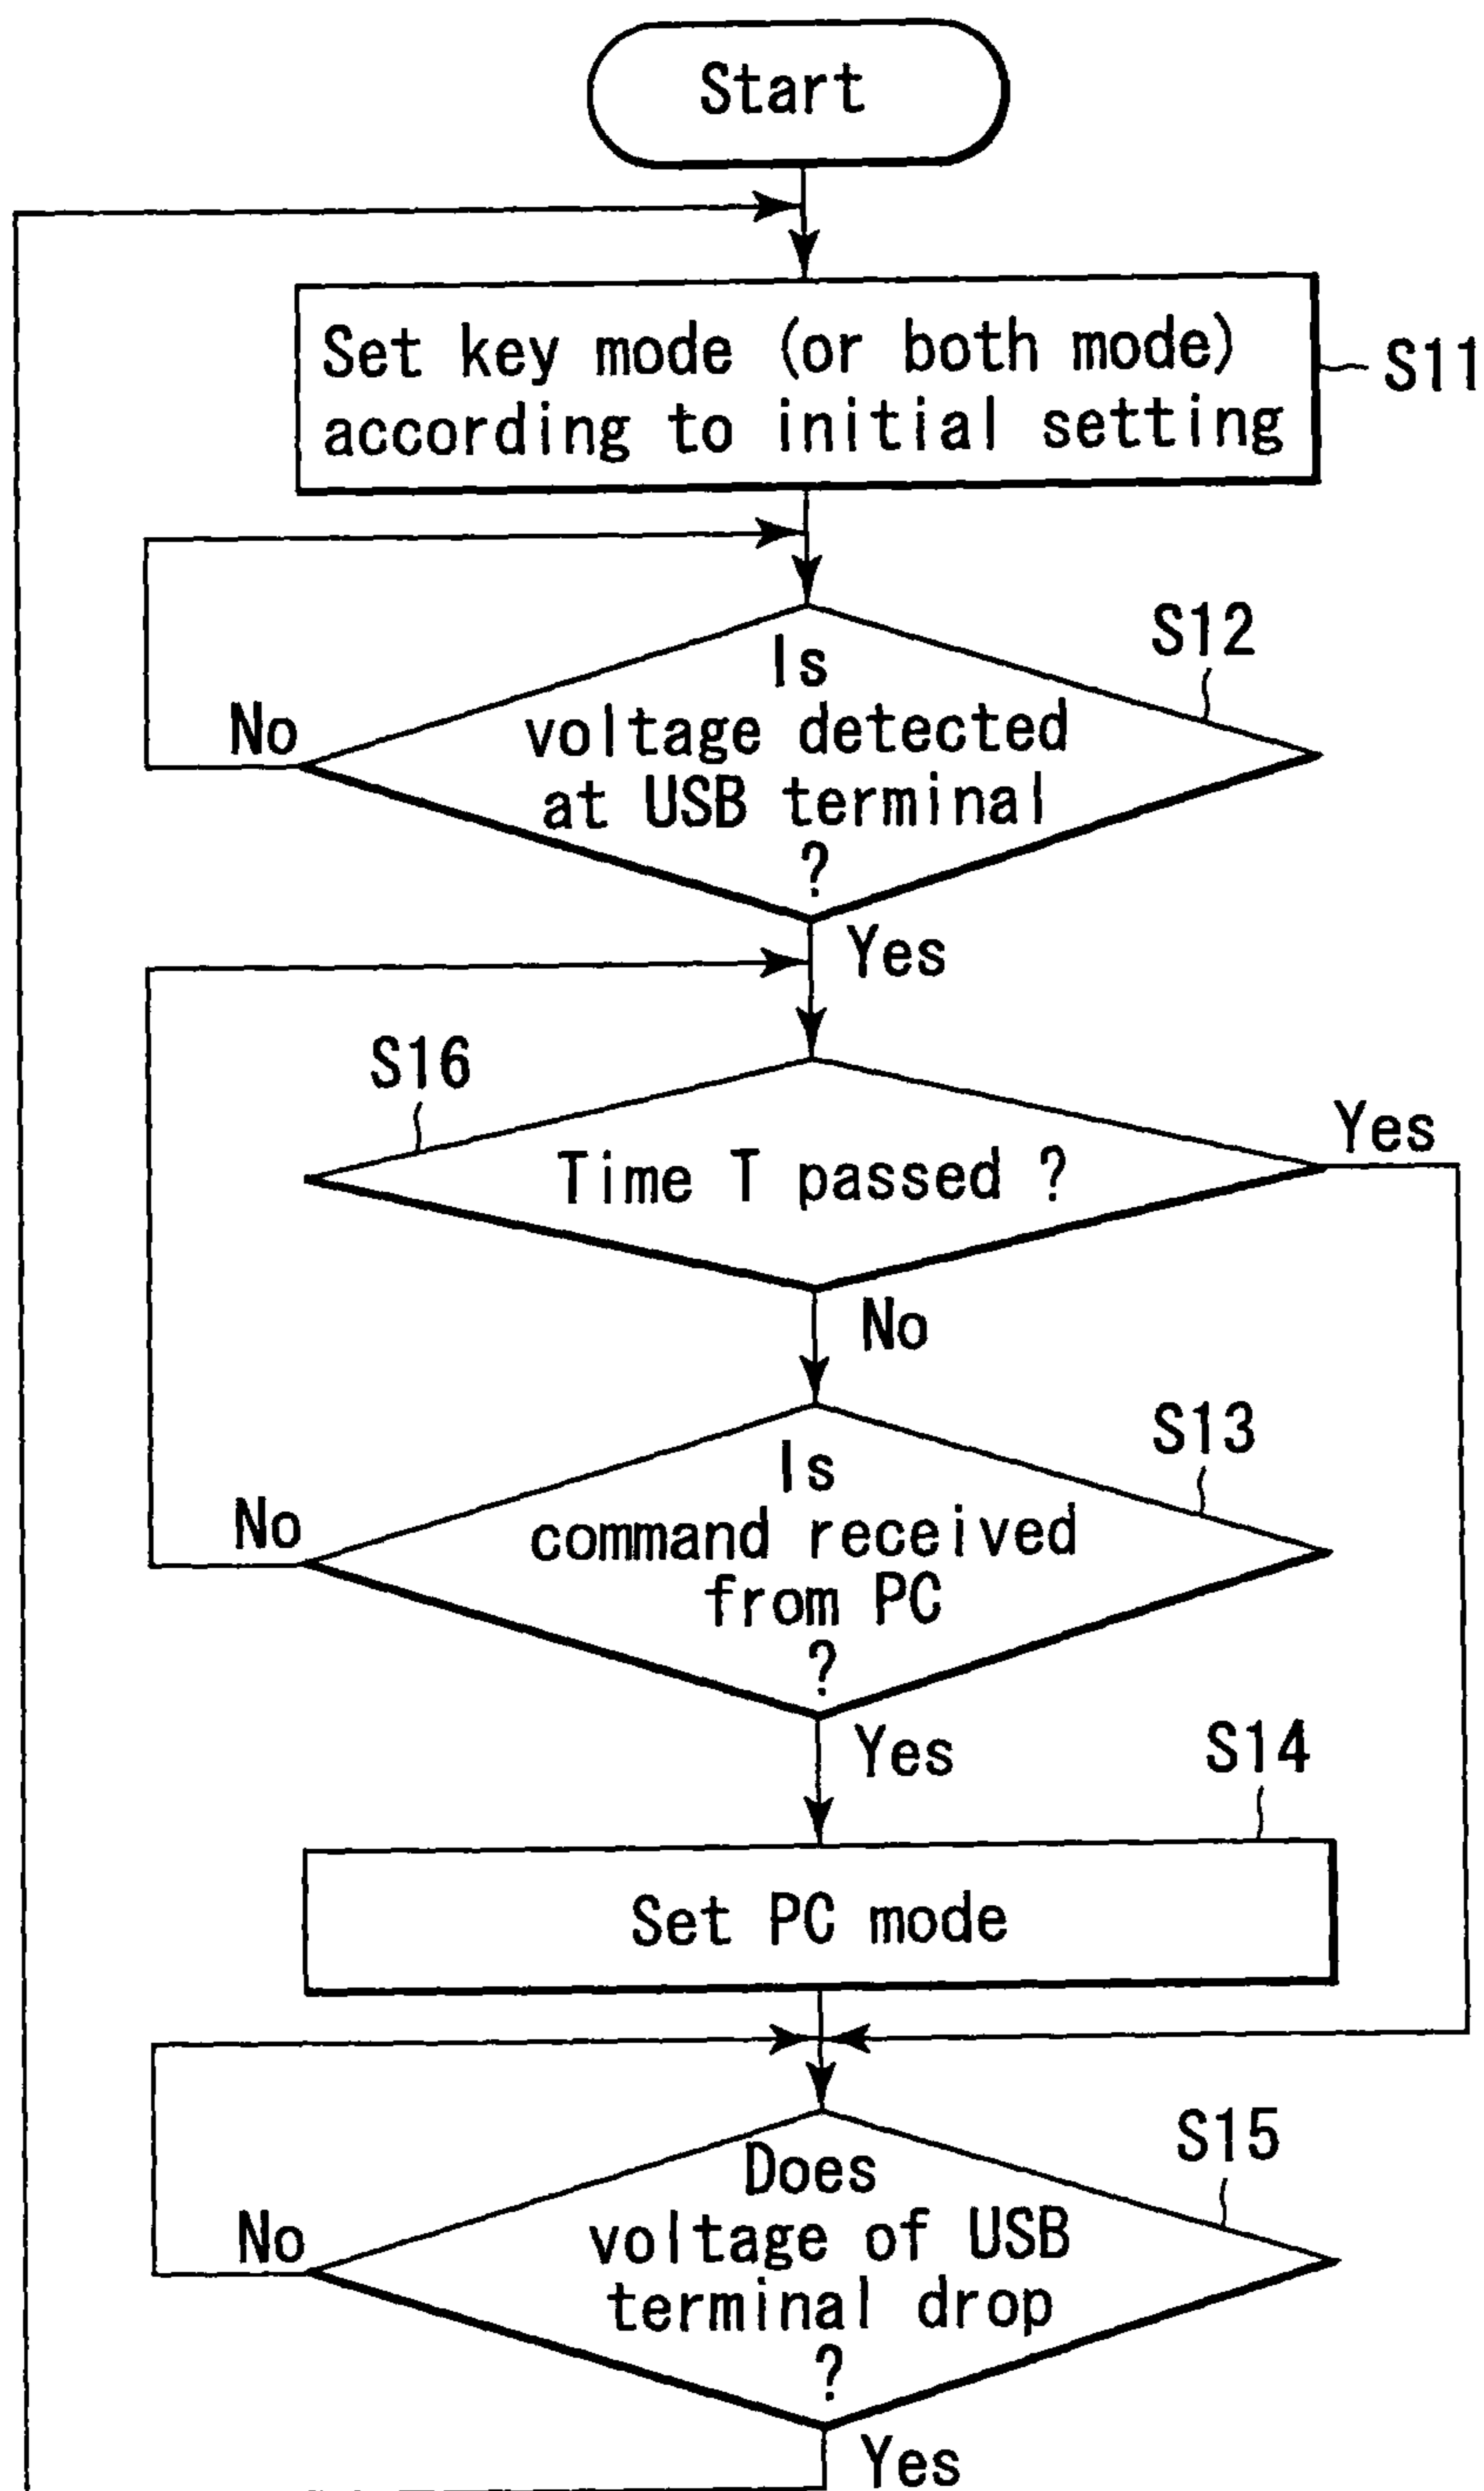 Start
Set key mode (or both mode)
according to initial setting
S11
S12
Is
voltage detected
at USB terminal
?
No
Yes
S16
Time T passed ?
Yes
No
S13
Is
command received
from PC
?
No
Yes
S14
Set PC mode
S15
Does
voltage of USB
terminal drop
?
No
Yes